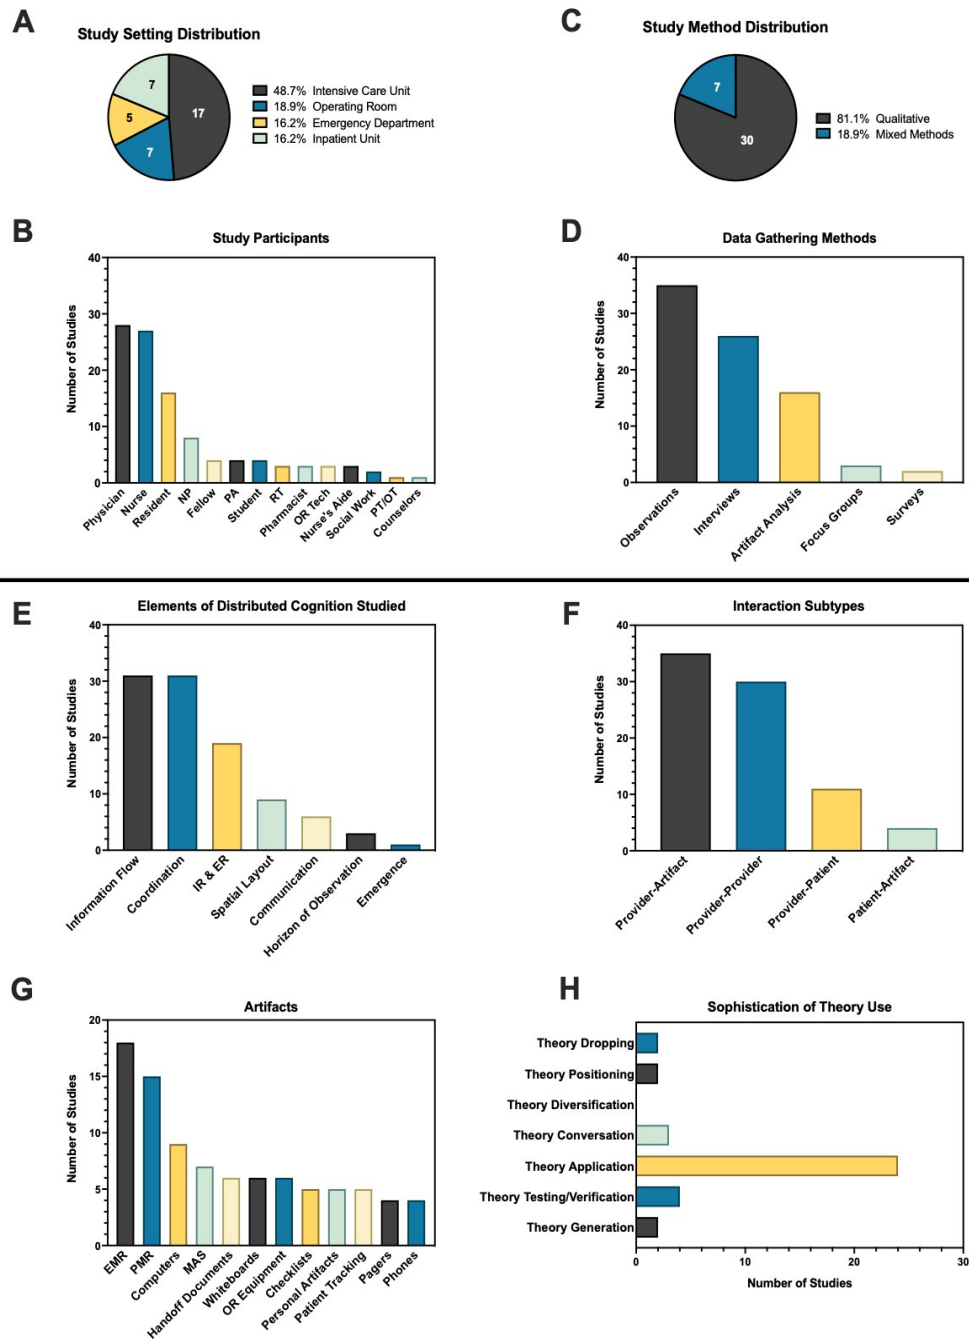 A
Study Setting Distribution
7
17
5
7
48.7% Intensive Care Unit
18.9% Operating Room
16.2% Emergency Department
16.2% Inpatient Unit
C
Study Method Distribution
7
30
81.1% Qualitative
18.9% Mixed Methods
B
Study Participants
Number of Studies
40
30
20
10
0
Physician
Nurse
Resident
NP
Fellow
PA
Student
RT
Pharmacist
OR Tech
Nurse's Aide
Social Work
PT/OT
Counselors
D
Data Gathering Methods
Number of Studies
40
30
20
10
0
Observations
Interviews
Artifact Analysis
Focus Groups
Surveys
E
Elements of Distributed Cognition Studied
Number of Studies
40
30
20
10
0
Information Flow
Coordination
IR & ER
Spatial Layout
Communication
Horizon of Observation
Emergence
F
Interaction Subtypes
Number of Studies
40
30
20
10
0
Provider-Artifact
Provider-Provider
Provider-Patient
Patient-Artifact
G
Artifacts
Number of Studies
20
15
10
5
0
EMR
PMR
Computers
MAS
Handoff Documents
Whiteboards
OR Equipment
Checklists
Personal Artifacts
Patient Tracking
Pagers
Phones
H
Sophistication of Theory Use
Theory Dropping
Theory Positioning
Theory Diversification
Theory Conversation
Theory Application
Theory Testing/Verification
Theory Generation
0
10
20
30
Number of Studies